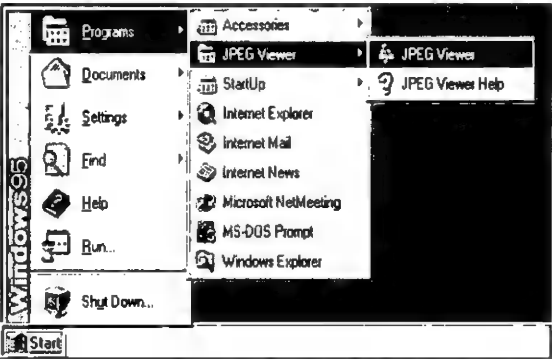 Programs
Documents
Settings
Find
Help
Run...
Shut Down...
Windows95
Start
Accessories
JPEG Viewer
StartUp
Internet Explorer
Internet Mail
Internet News
Microsoft NetMeeting
MS-DOS Prompt
Windows Explorer
JPEG Viewer
JPEG Viewer Help